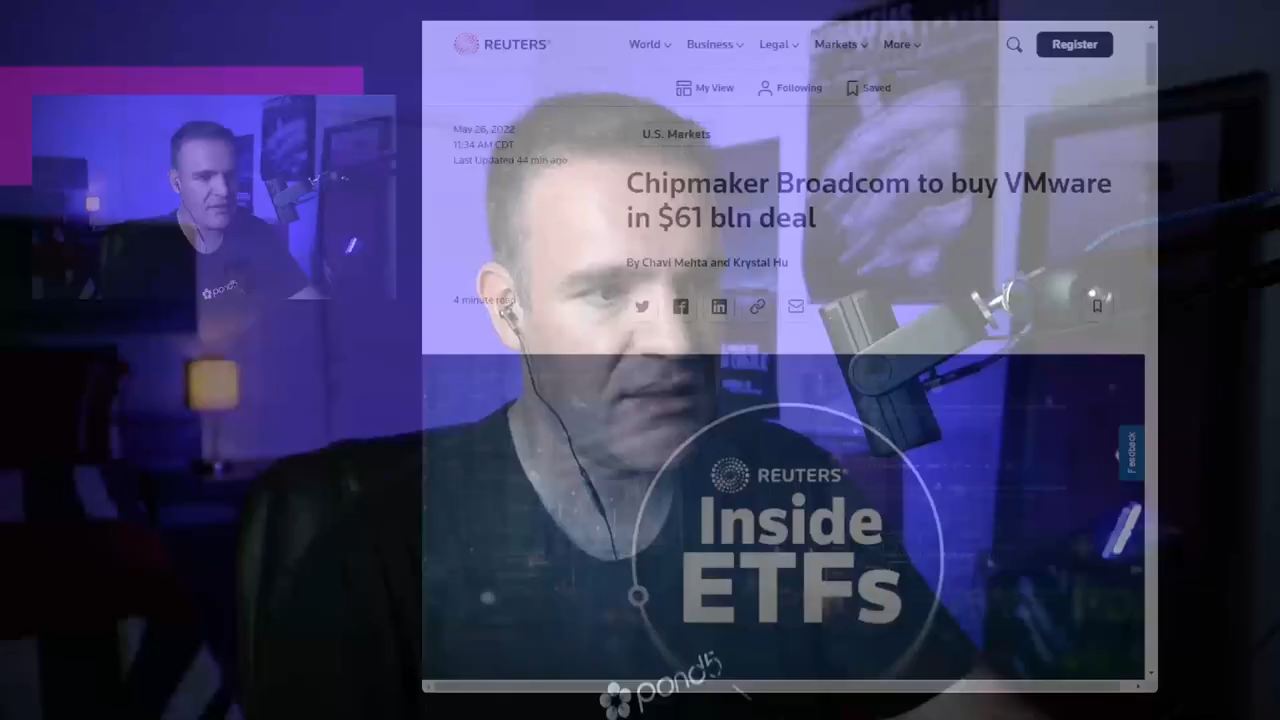 REUTERS
World Business Legal Markets More
Register
My View Following Saved
May 26, 2022
11:34 AM CDT
Last Updated 44 min ago
U.S. Markets
Chipmaker Broadcom to buy VMware
in $61 bln deal
By Chavi Mehta and Krystal Hu
4 minute read
Feedback
REUTERS
Inside
ETFs
pond5
pond5